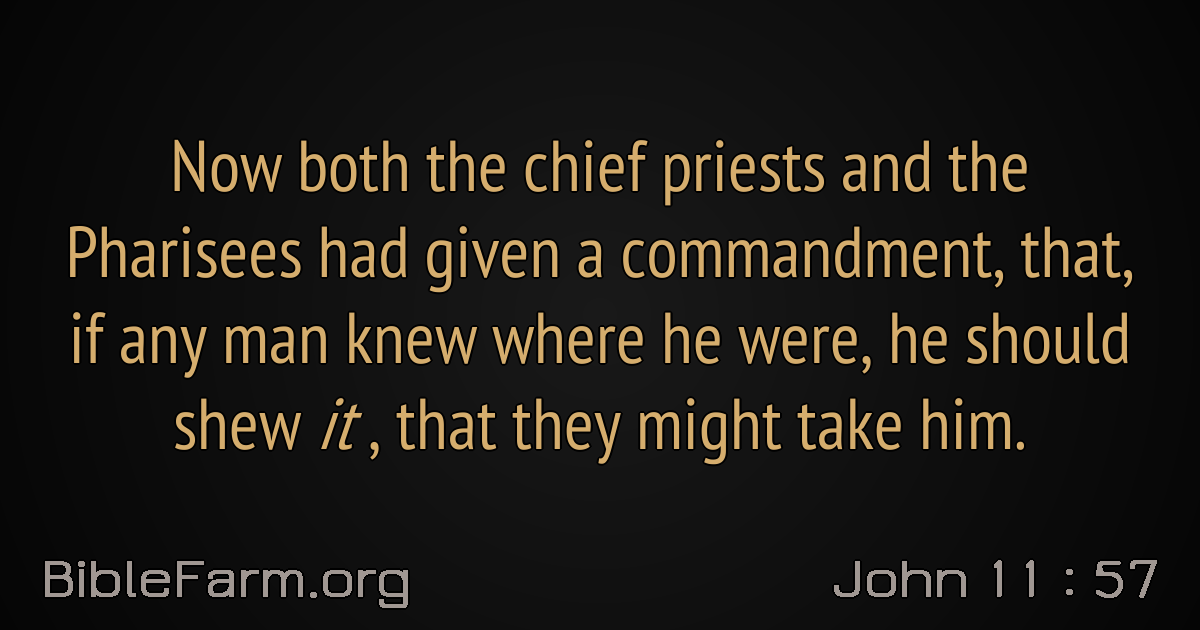 Now both the chief priests and the
Pharisees had given a commandment, that,
if any man knew where he were, he should
shew it , that they might take him.
BibleFarm.org
John 11 : 57